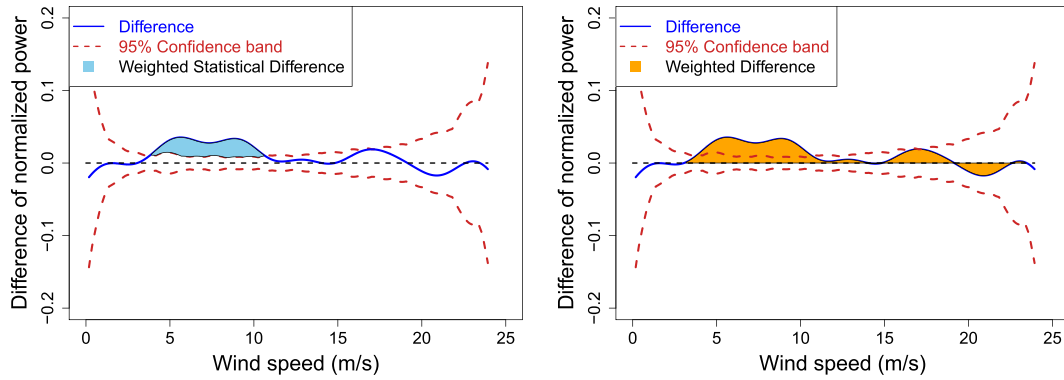 Difference of normalized power
0.2
0.1
0.0
−0.1
−0.2
Difference
95% Confidence band
Weighted Statistical Difference
0
5
10
15
20
25
Wind speed (m/s)
Difference of normalized power
0.2
0.1
0.0
−0.1
−0.2
Difference
95% Confidence band
Weighted Difference
0
5
10
15
20
25
Wind speed (m/s)